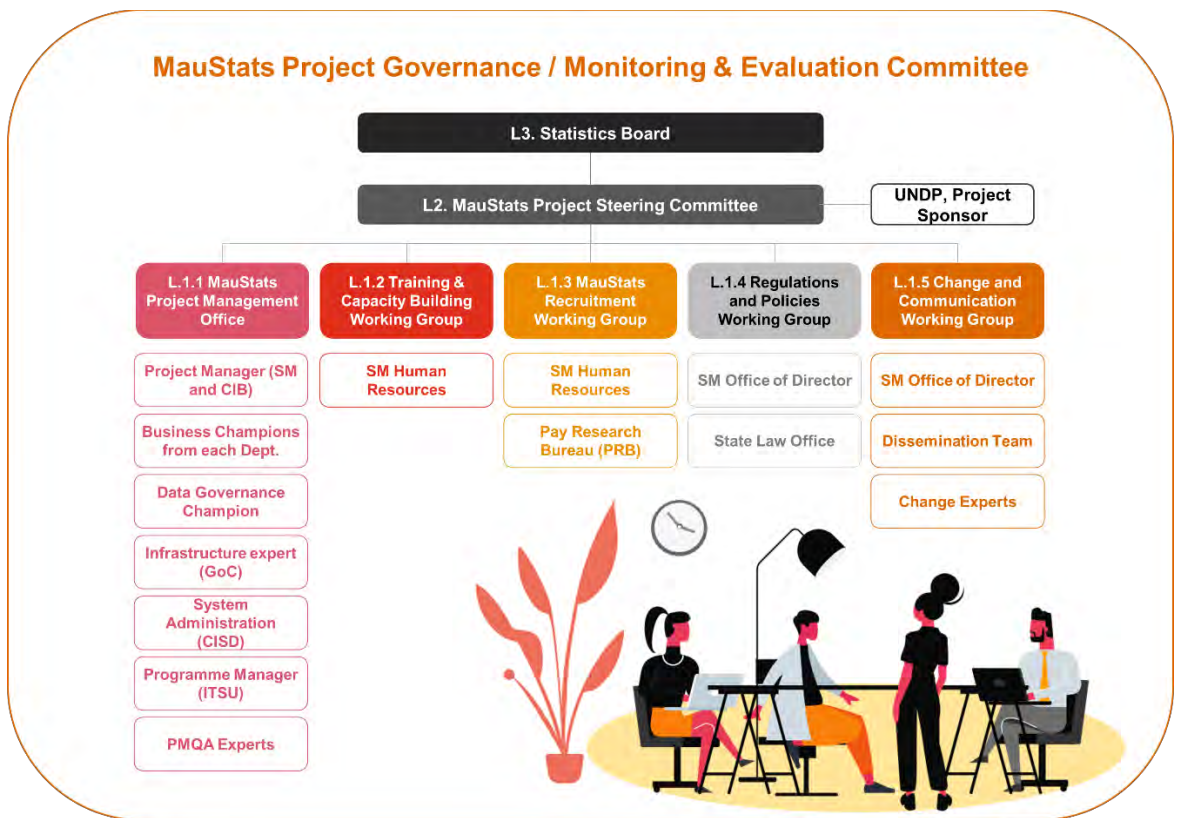 MauStats Project Governance / Monitoring & Evaluation Committee
L3. Statistics Board
L2. MauStats Project Steering Committee
UNDP, Project
Sponsor
L.1.1 MauStats
Project Management
Office
Project Manager (SM
and CIB)
Business Champions
from each Dept.
Data Governance
Champion
Infrastructure expert
(GoC)
System
Administration
(CISD)
Programme Manager
(ITSU)
PMQA Experts
L.1.2 Training &
Capacity Building
Working Group
SM Human
Resources
L.1.3 MauStats
Recruitment
Working Group
SM Human
Resources
Pay Research
Bureau (PRB)
L.1.4 Regulations
and Policies
Working Group
SM Office of Director
State Law Office
L.1.5 Change and
Communication
Working Group
SM Office of Director
Dissemination Team
Change Experts